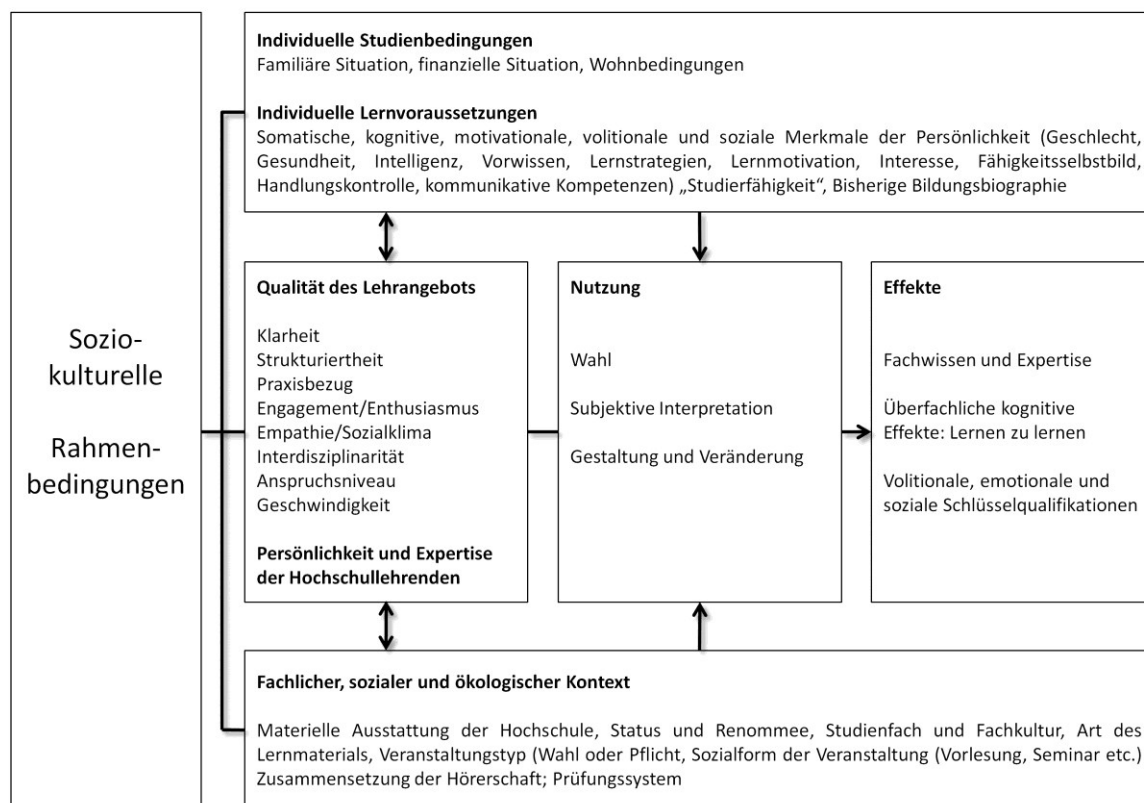 Sozio-
kulturelle
Rahmen-
bedingungen
Individuelle Studienbedingungen
Familiäre Situation, finanzielle Situation, Wohnbedingungen
Individuelle Lernvoraussetzungen
Somatische, kognitive, motivationale, volitionale und soziale Merkmale der Persönlichkeit (Geschlecht,
Gesundheit, Intelligenz, Vorwissen, Lernstrategien, Lernmotivation, Interesse, Fähigkeitsselbstbild,
Handlungskontrolle, kommunikative Kompetenzen) „Studierfähigkeit“, Bisherige Bildungsbiographie
Qualität des Lehrangebots
Klarheit
Strukturiertheit
Praxisbezug
Engagement/Enthusiasmus
Empathie/Sozialklima
Interdisziplinarität
Anspruchsniveau
Geschwindigkeit
Persönlichkeit und Expertise
der Hochschullehrenden
Nutzung
Wahl
Subjektive Interpretation
Gestaltung und Veränderung
Effekte
Fachwissen und Expertise
Überfachliche kognitive
Effekte: Lernen zu lernen
Volitionale, emotionale und
soziale Schlüsselqualifikationen
Fachlicher, sozialer und ökologischer Kontext
Materielle Ausstattung der Hochschule, Status und Renommee, Studienfach und Fachkultur, Art des
Lernmaterials, Veranstaltungstyp (Wahl oder Pflicht, Sozialform der Veranstaltung (Vorlesung, Seminar etc.)
Zusammensetzung der Hörerschaft; Prüfungssystem